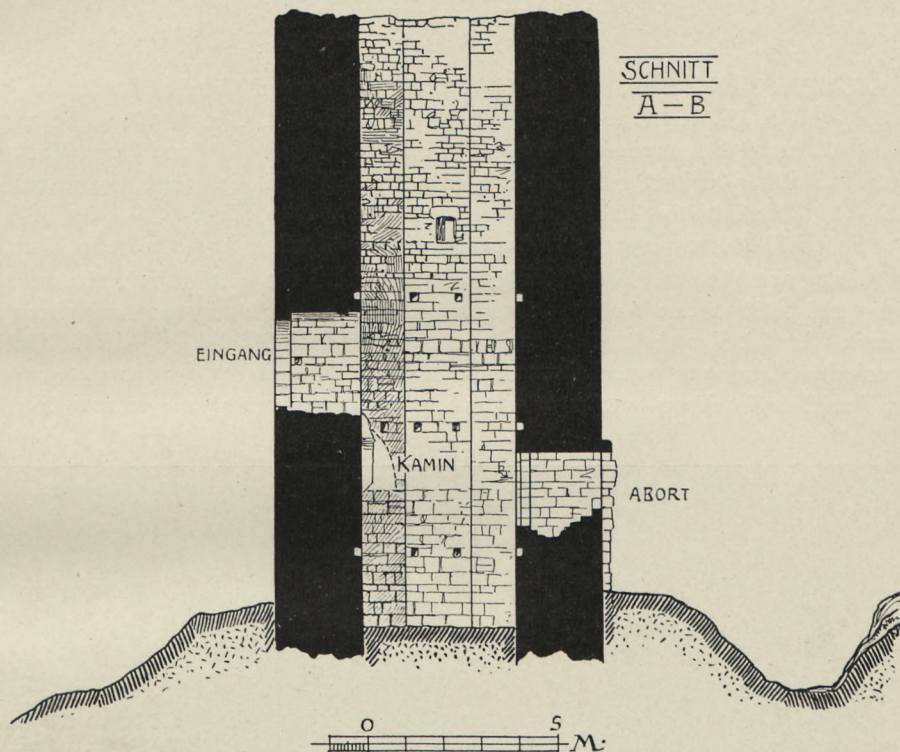 SCHNITT
A – B
EINGANG
KAMIN
ABORT
0 5 M.